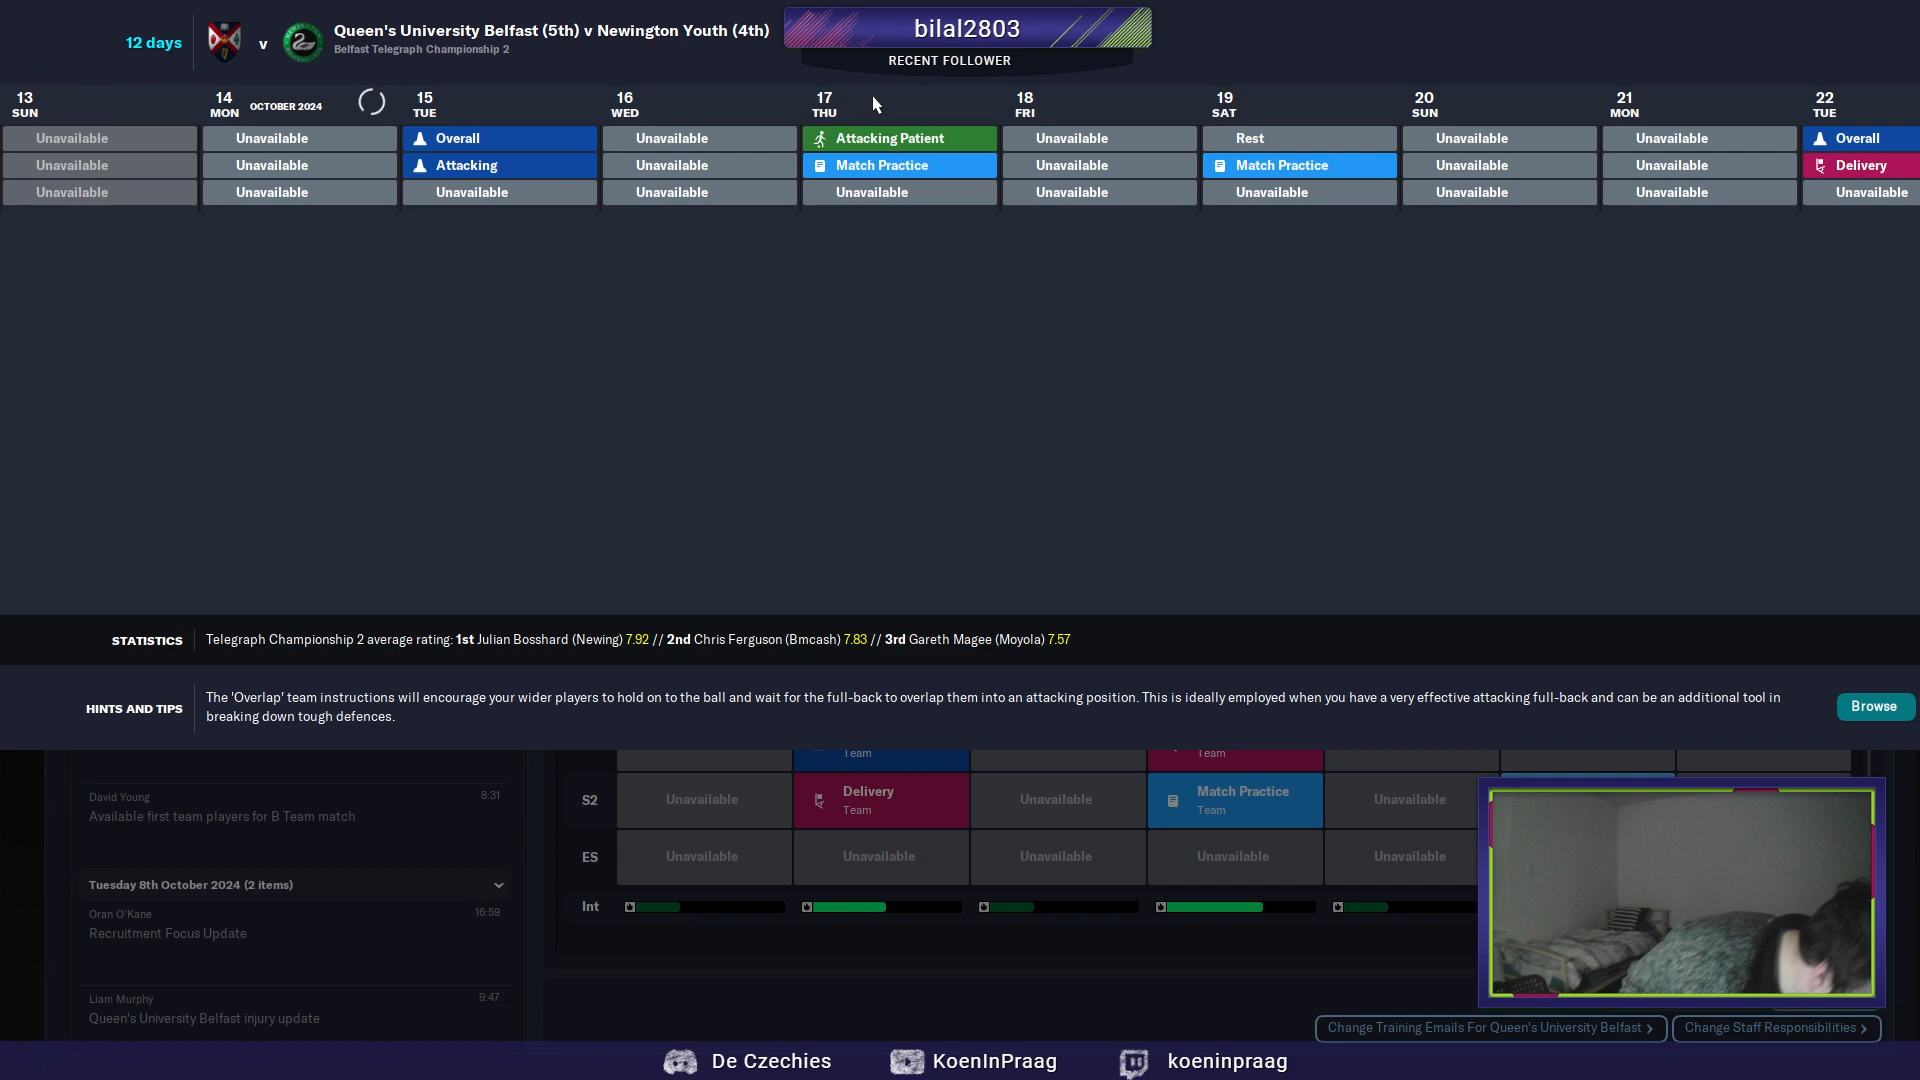 12 days
v
Queen's University Belfast (5th) v Newington Youth (4th)
Belfast Telegraph Championship 2
bilal2803
RECENT FOLLOWER
13
SUN
14
MON
OCTOBER 2024
15
TUE
16
WED
17
THU
18
FRI
19
SAT
20
SUN
21
MON
22
TUE
Unavailable
Unavailable
Overall
Unavailable
Attacking Patient
Unavailable
Rest
Unavailable
Unavailable
Overall
Unavailable
Unavailable
Attacking
Unavailable
Match Practice
Unavailable
Match Practice
Unavailable
Unavailable
Delivery
Unavailable
Unavailable
Unavailable
Unavailable
Unavailable
Unavailable
Unavailable
Unavailable
Unavailable
Unavailable
STATISTICS
Telegraph Championship 2 average rating: 1st Julian Bosshard (Newing) 7.92 // 2nd Chris Ferguson (Bmcash) 7.83 // 3rd Gareth Magee (Moyola) 7.57
HINTS AND TIPS
The 'Overlap' team instructions will encourage your wider players to hold on to the ball and wait for the full-back to overlap them into an attacking position. This is ideally employed when you have a very effective attacking full-back and can be an additional tool in
breaking down tough defences.
Browse
Team
Team
David Young
8:31
Available first team players for B Team match
S2
Unavailable
Delivery
Team
Unavailable
Match Practice
Team
Unavailable
ES
Unavailable
Unavailable
Unavailable
Unavailable
Unavailable
Tuesday 8th October 2024 (2 items)
Oran O'Kane
16:59
Recruitment Focus Update
Int
Liam Murphy
9:47
Queen's University Belfast injury update
Change Training Emails For Queen's University Belfast
Change Staff Responsibilities
De Czechies
KoenInPraag
koeninpraag